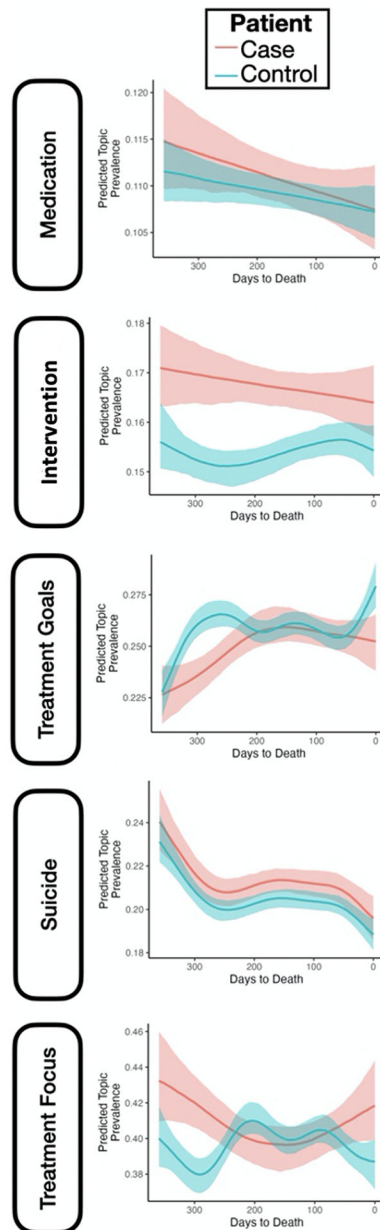 Patient
Case
Control
Medication
Predicted Topic
Prevalence
0.120
0.115
0.110
0.105
300
200
100
0
Days to Death
Intervention
Predicted Topic
Prevalence
0.18
0.17
0.16
0.15
300
200
100
0
Days to Death
Treatment Goals
Predicted Topic
Prevalence
0.275
0.250
0.225
300
200
100
0
Days to Death
Suicide
Predicted Topic
Prevalence
0.24
0.22
0.20
0.18
300
200
100
0
Days to Death
Treatment Focus
Predicted Topic
Prevalence
0.46
0.44
0.42
0.40
0.38
300
200
100
0
Days to Death